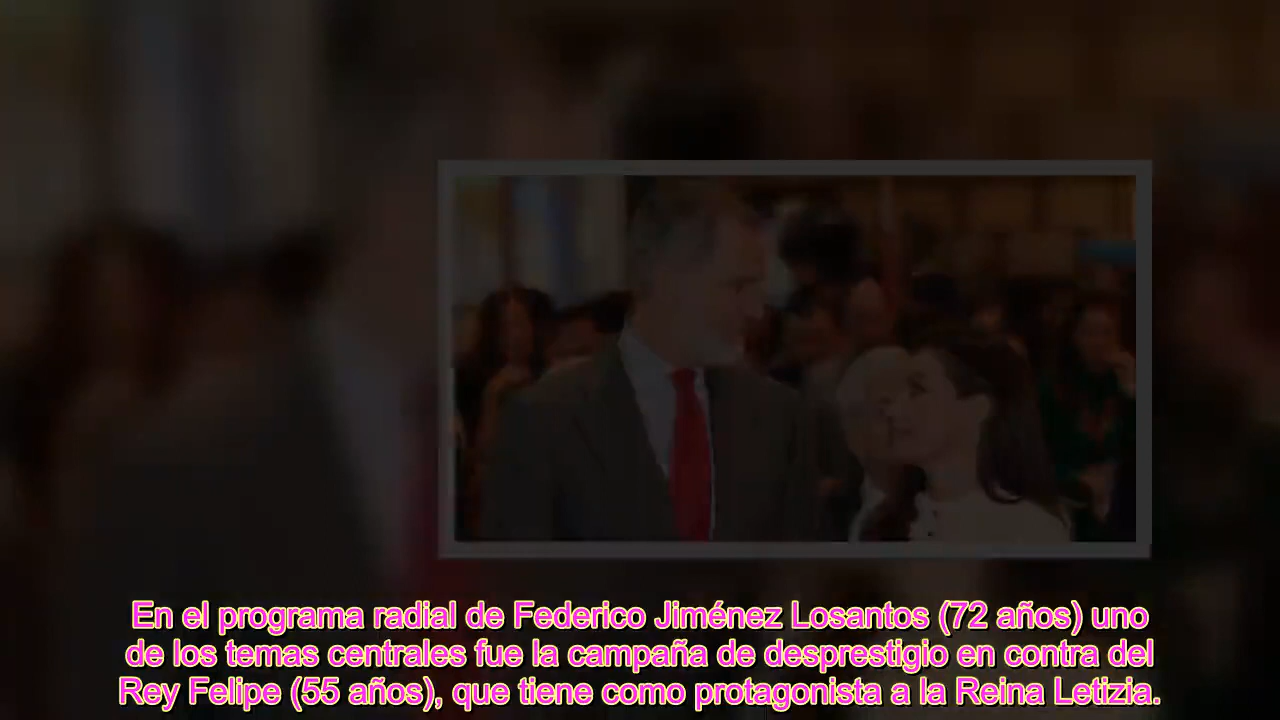 En el programa radial de Federico Jiménez Losantos (72 años) uno
de los temas centrales fue la campaña de desprestigio en contra del
Rey Felipe (55 años), que tiene como protagonista a la Reina Letizia.